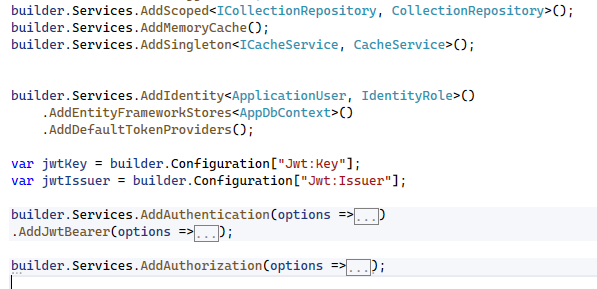 builder.Services.AddScoped<ICollectionRepository, CollectionRepository>();
builder.Services.AddMemoryCache();
builder.Services.AddSingleton<ICacheService, CacheService>();
builder.Services.AddIdentity<ApplicationUser, IdentityRole>()
.AddEntityFrameworkStores<AppDbContext>()
.AddDefaultTokenProviders();
var jwtKey = builder.Configuration["Jwt:Key"];
var jwtIssuer = builder.Configuration["Jwt:Issuer"];
builder.Services.AddAuthentication(options =>...)
.AddJwtBearer(options =>...);
builder.Services.AddAuthorization(options =>...);